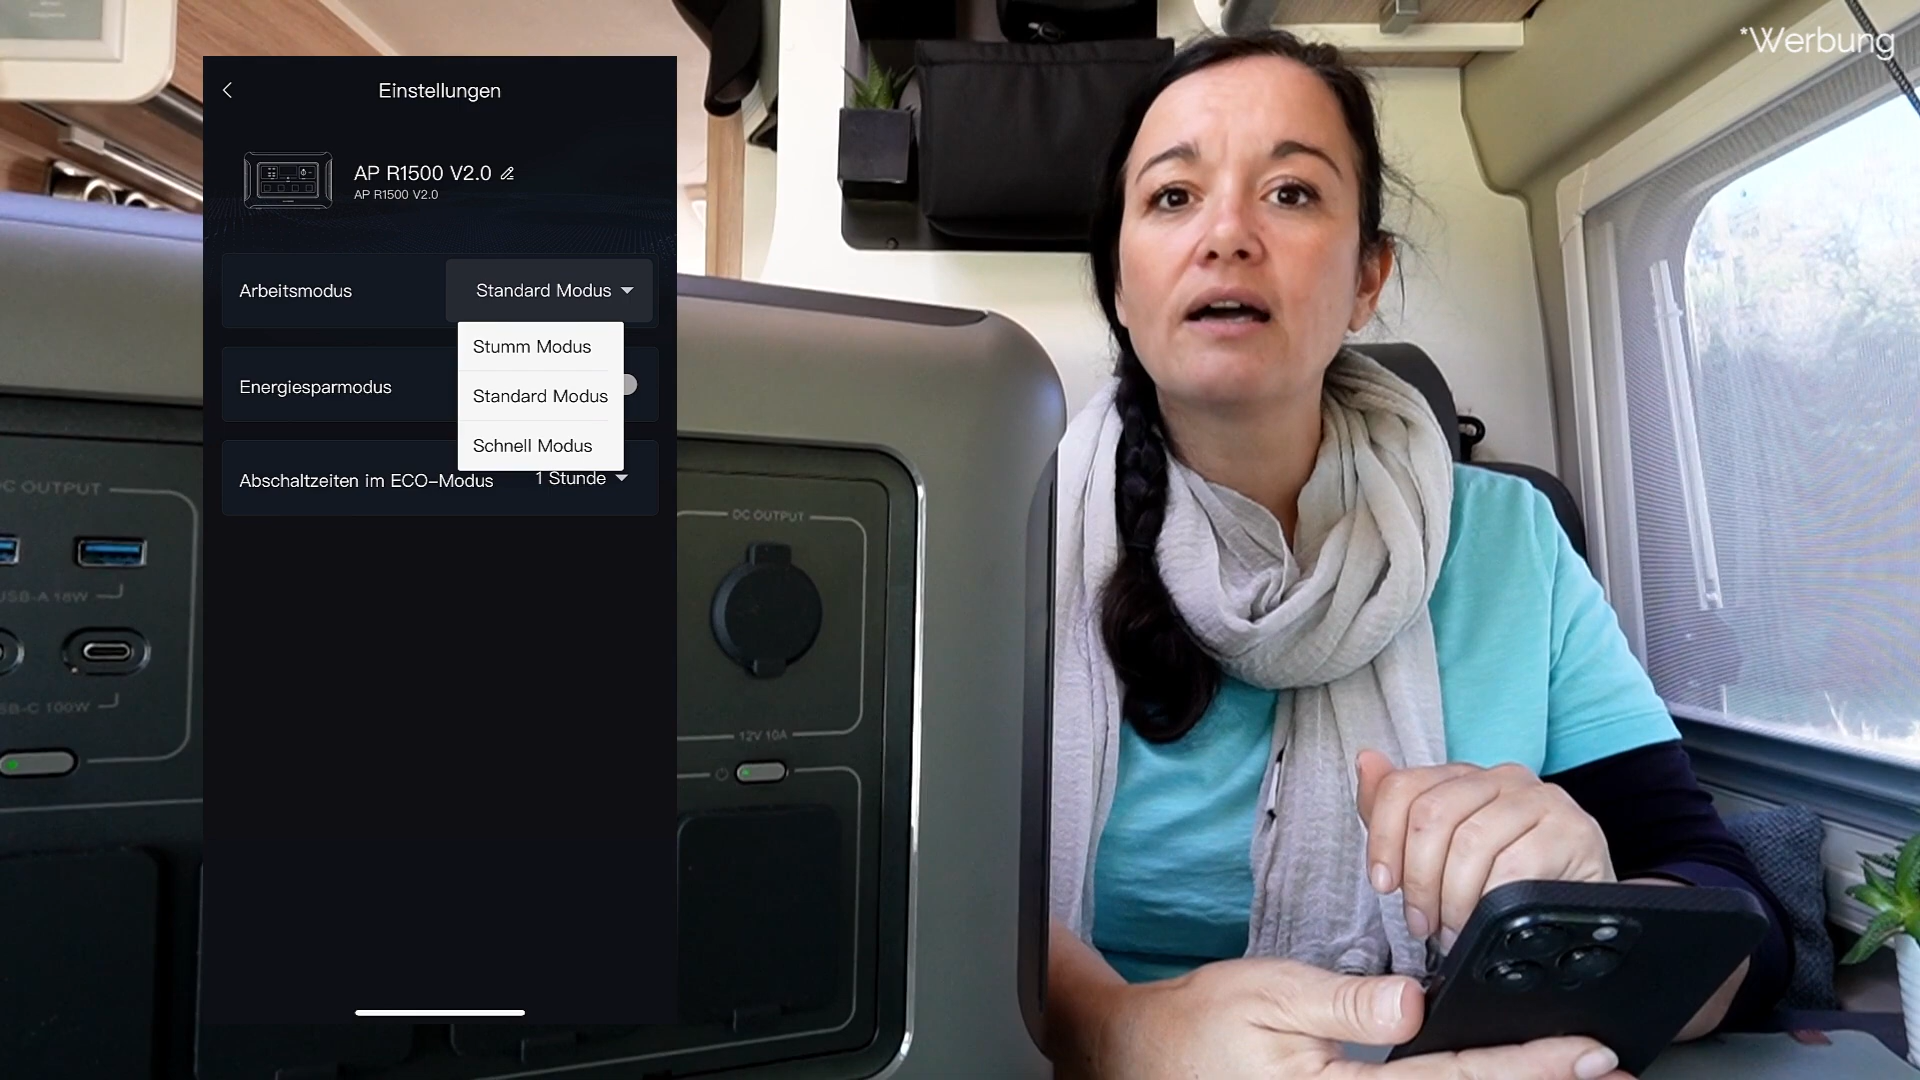 *Werbung
Einstellungen
AP R1500 V2.0
AP R1500 V2.0
Arbeitsmodus
Standard Modus
Stumm Modus
Standard Modus
Schnell Modus
Energiesparmodus
Abschaltzeiten im ECO-Modus
1 Stunde
C OUTPUT
USB-A 18W
SB-C 100W
DC OUTPUT
12V 10A